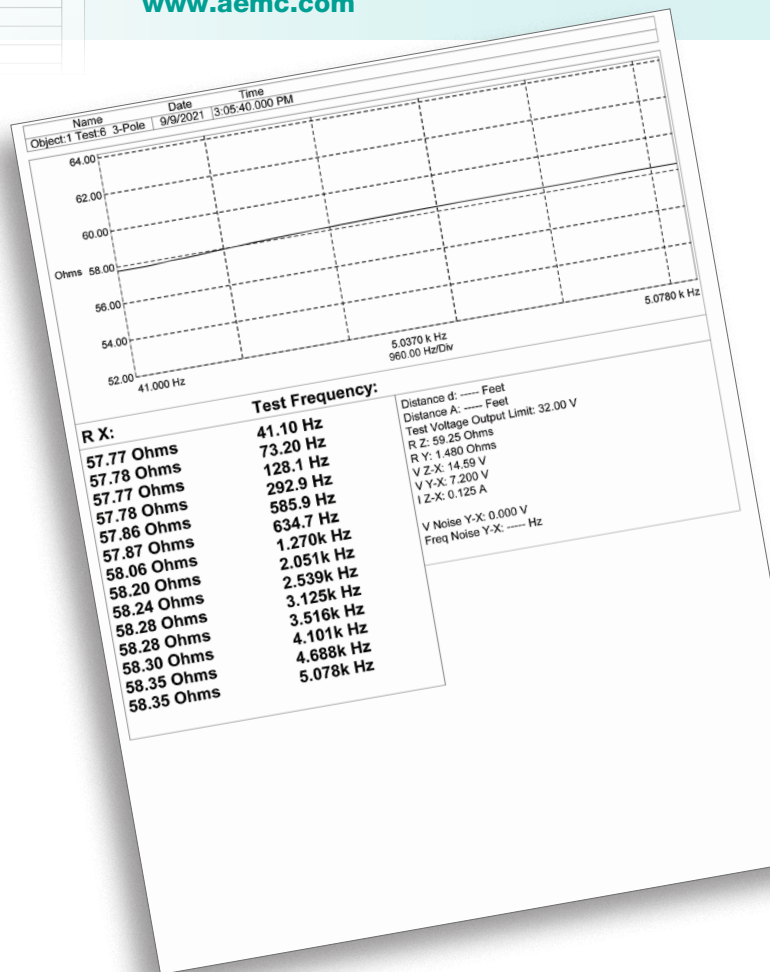 www.aemc.com
Name Date Time
Object:1 Test:6 3-Pole 9/9/2021 3:05:40.000 PM
64.00
62.00
60.00
Ohms 58.00
56.00
54.00
52.00
41.000 Hz
5.0370 k Hz
960.00 Hz/Div
5.0780 k Hz
R X: Test Frequency:
57.77 Ohms 41.10 Hz
57.78 Ohms 73.20 Hz
57.77 Ohms 128.1 Hz
57.78 Ohms 292.9 Hz
57.86 Ohms 585.9 Hz
57.87 Ohms 634.7 Hz
58.06 Ohms 1.270k Hz
58.20 Ohms 2.051k Hz
58.24 Ohms 2.539k Hz
58.28 Ohms 3.125k Hz
58.28 Ohms 3.516k Hz
58.30 Ohms 4.101k Hz
58.35 Ohms 4.688k Hz
58.35 Ohms 5.078k Hz
Distance d: ----- Feet
Distance A: ----- Feet
Test Voltage Output Limit: 32.00 V
R Z: 59.25 Ohms
R Y: 1.480 Ohms
V Z-X: 14.59 V
V Y-X: 7.200 V
I Z-X: 0.125 A
V Noise Y-X: 0.000 V
Freq Noise Y-X: ----- Hz